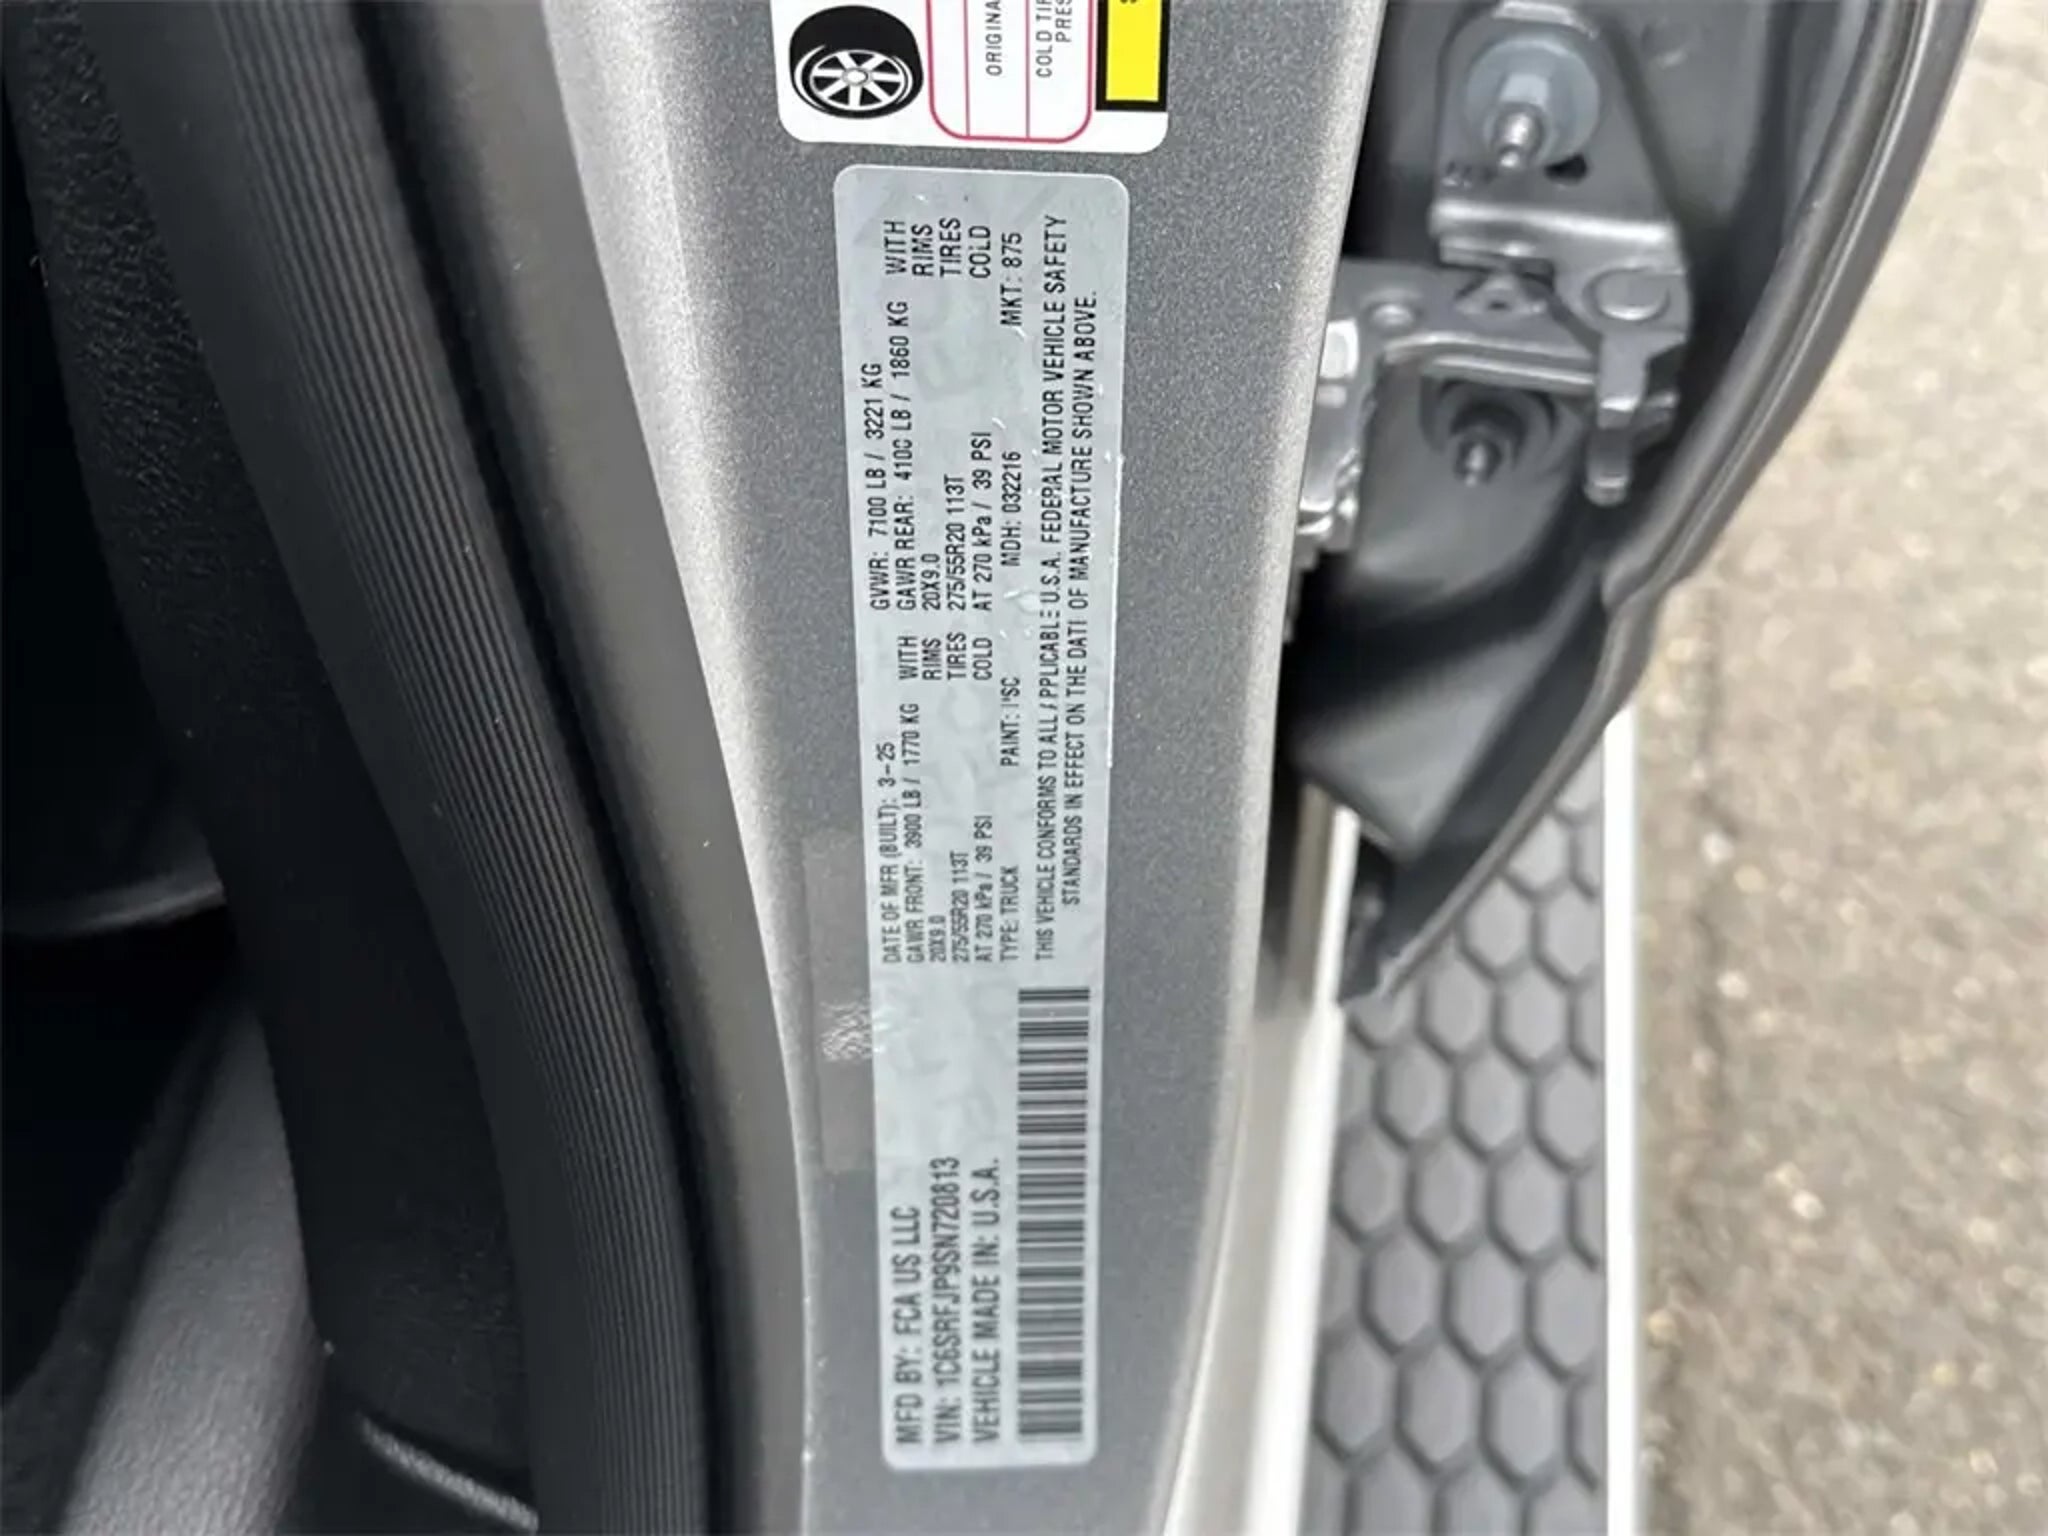 ORIGINA
COLD TIR
PRES
MFD BY: FCA US LLC
VIN: 1C6SRFJP9SN720813
VEHICLE MADE IN: U.S.A.
DATE OF MFR (BUILT): 3-25 GVWR: 7100 LB / 3221 KG
GAWR FRONT: 3900 LB / 1770 KG WITH GAWR REAR: 4100 LB / 1860 KG WITH
20X9.0 RIMS 20X9.0 RIMS
275/55R20 113T TIRES 275/55R20 113T TIRES
AT 270 kPa / 39 PSI COLD AT 270 kPa / 39 PSI COLD
TYPE: TRUCK PAINT: MDH: 032216 MKT: 875
THIS VEHICLE CONFORMS TO ALL APPLICABLE U.S.A. FEDERAL MOTOR VEHICLE SAFETY
STANDARDS IN EFFECT ON THE DATE OF MANUFACTURE SHOWN ABOVE.